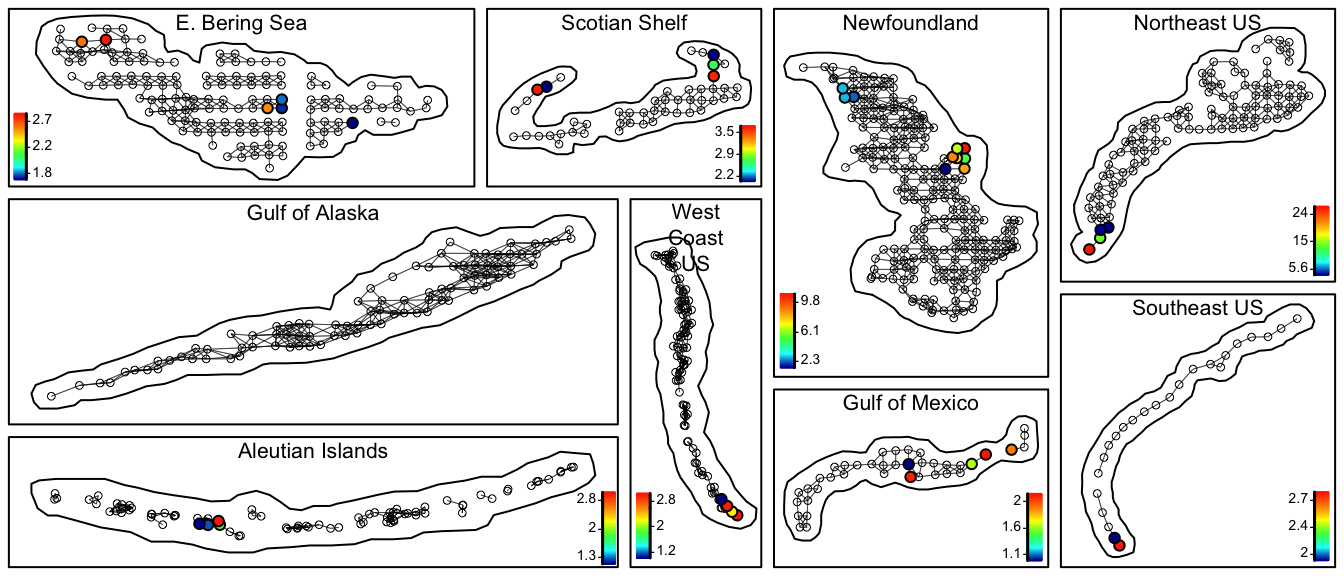 E. Bering Sea
2.7
2.2
1.8
Scotian Shelf
3.5
2.9
2.2
Newfoundland
9.8
6.1
2.3
Northeast US
24
15
5.6
Gulf of Alaska
West
Coast
US
2.8
2
1.2
Southeast US
2.7
2.4
2
Gulf of Mexico
2
1.6
1.1
Aleutian Islands
2.8
2
1.3